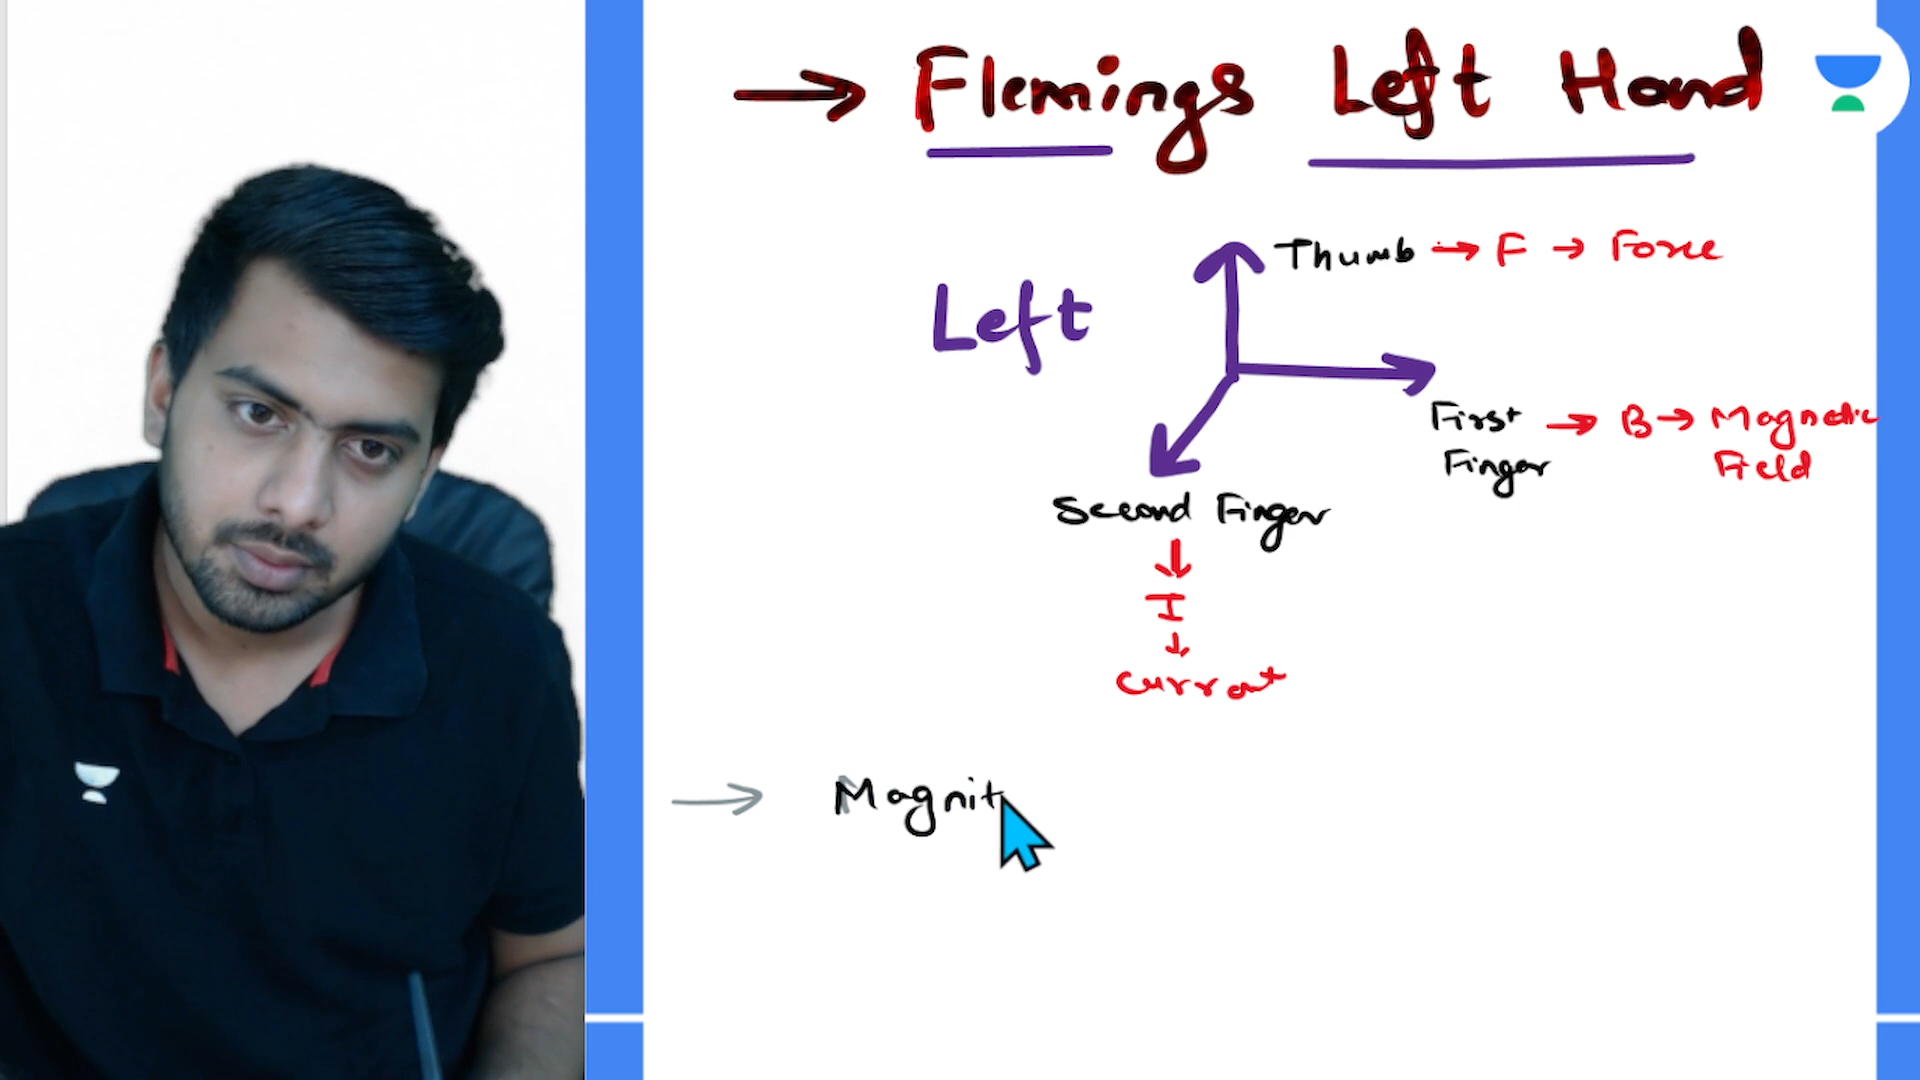 → Flemings Left Hand
Left
Thumb → F → Force
First Finger → B → Magnetic Field
Second Finger
↓
I
↓
Current
→ Magnit